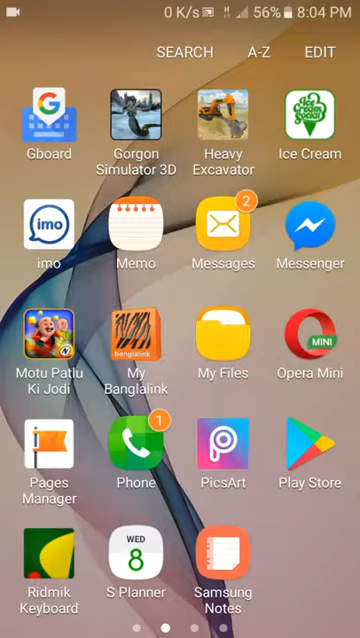 0 K/s 56% 8:04 PM
SEARCH A-Z EDIT
Gboard
Gorgon
Simulator 3D
Heavy
Excavator
Ice Cream
Social
Ice Cream
imo
imo
Memo
2
Messages
Messenger
Motu Patlu
Ki Jodi
banglalink
My
Banglalink
My Files
MINI
Opera Mini
Pages
Manager
1
Phone
PicsArt
Play Store
Ridmik
Keyboard
WED
8
S Planner
Samsung
Notes